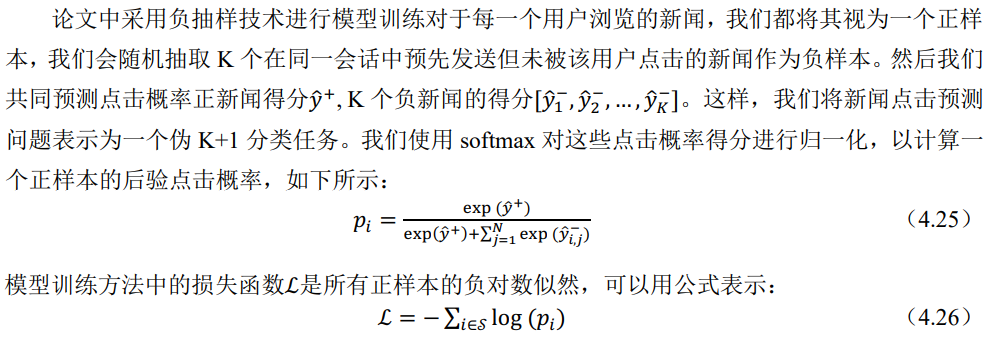 论文中采用负抽样技术进行模型训练对于每一个用户浏览的新闻，我们都将其视为一个正样
本，我们会随机抽取 K 个在同一会话中预先发送但未被该用户点击的新闻作为负样本。然后我们
共同预测点击概率正新闻得分$\hat{y}^+$, K 个负新闻的得分$[\hat{y}_1^-, \hat{y}_2^-, \ldots, \hat{y}_K^-]$。这样，我们将新闻点击预测
问题表示为一个伪 K+1 分类任务。我们使用 softmax 对这些点击概率得分进行归一化，以计算一
个正样本的后验点击概率，如下所示：
$p_i = \frac{\exp(\hat{y}^+)}{\exp(\hat{y}^+)+\sum_{j=1}^{N}\exp(\hat{y}_{i,j}^-)}$ （4.25）
模型训练方法中的损失函数$\mathcal{L}$是所有正样本的负对数似然，可以用公式表示：
$\mathcal{L} = -\sum_{i \in \mathcal{S}} \log(p_i)$ （4.26）